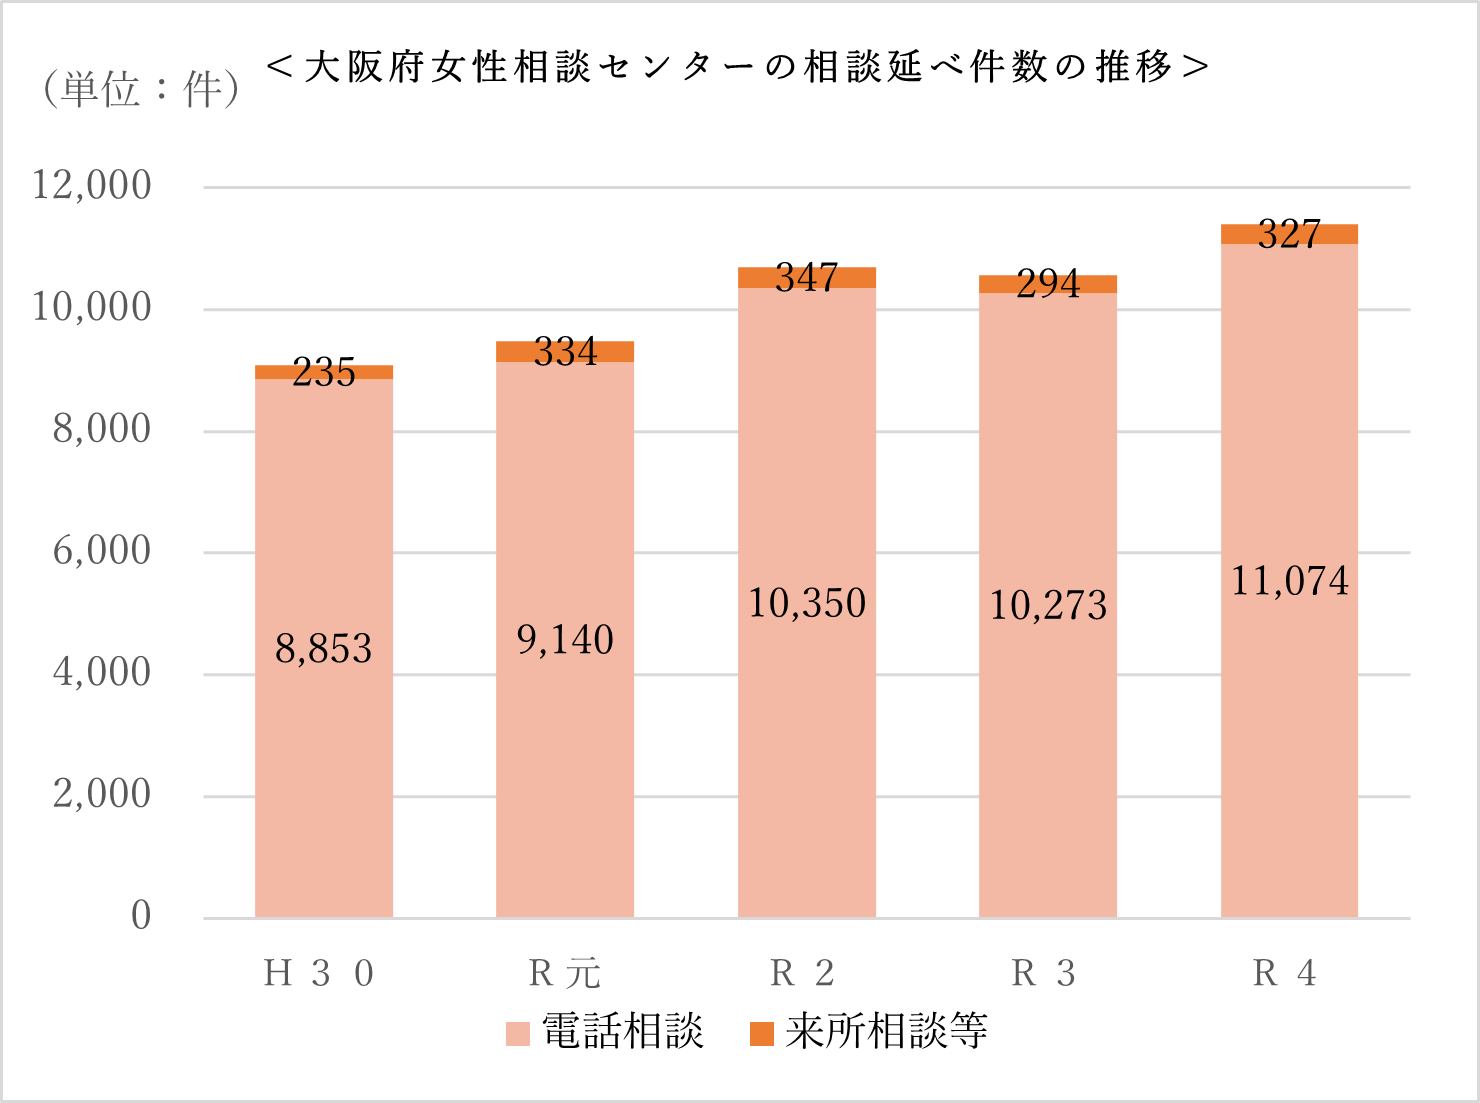 ＜大阪府女性相談センターの相談延べ件数の推移＞
（単位：件）
12,000
10,000
8,000
6,000
4,000
2,000
0
235
334
347
294
327
8,853
9,140
10,350
10,273
11,074
Ｈ３０
Ｒ元
Ｒ２
Ｒ３
Ｒ４
電話相談
来所相談等